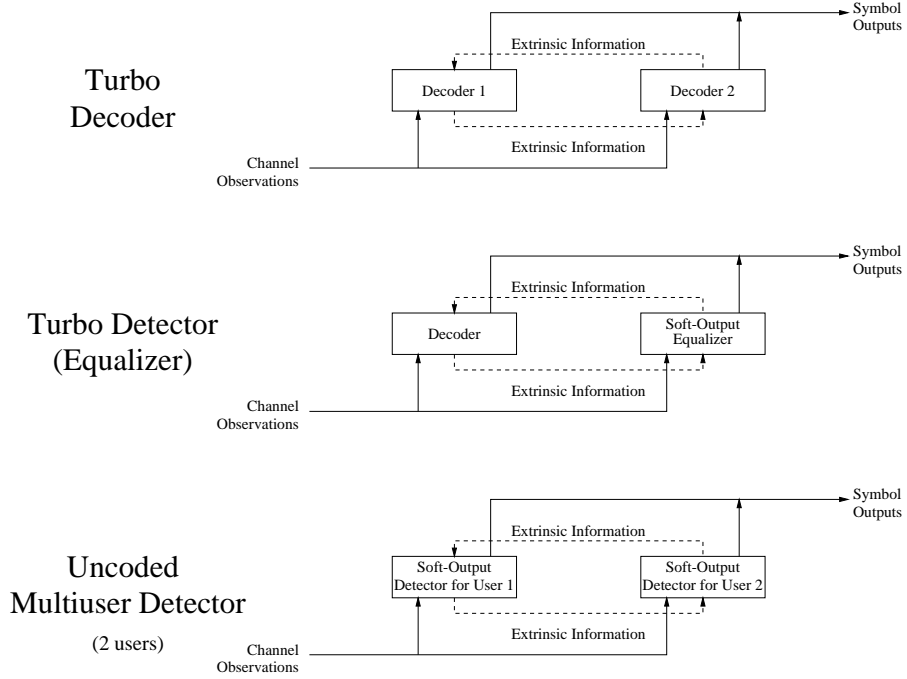 Symbol
Outputs
Extrinsic Information
Turbo
Decoder
Decoder 1
Decoder 2
Extrinsic Information
Channel
Observations
Symbol
Outputs
Extrinsic Information
Turbo Detector
(Equalizer)
Decoder
Soft-Output
Equalizer
Extrinsic Information
Channel
Observations
Symbol
Outputs
Extrinsic Information
Uncoded
Multiuser Detector
(2 users)
Soft-Output
Detector for User 1
Soft-Output
Detector for User 2
Extrinsic Information
Channel
Observations